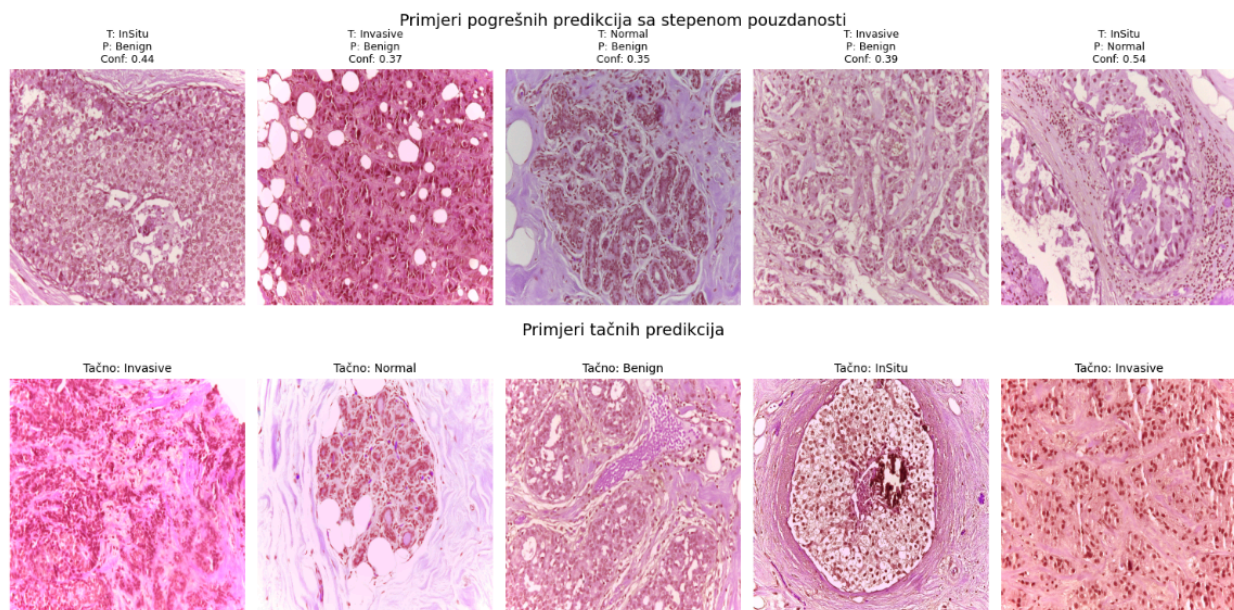 Primjeri pogrešnih predikcija sa stepenom pouzdanosti
T: InSitu
P: Benign
Conf: 0.44
T: Invasive
P: Benign
Conf: 0.37
T: Normal
P: Benign
Conf: 0.35
T: Invasive
P: Benign
Conf: 0.39
T: InSitu
P: Normal
Conf: 0.54
Primjeri tačnih predikcija
Tačno: Invasive
Tačno: Normal
Tačno: Benign
Tačno: InSitu
Tačno: Invasive